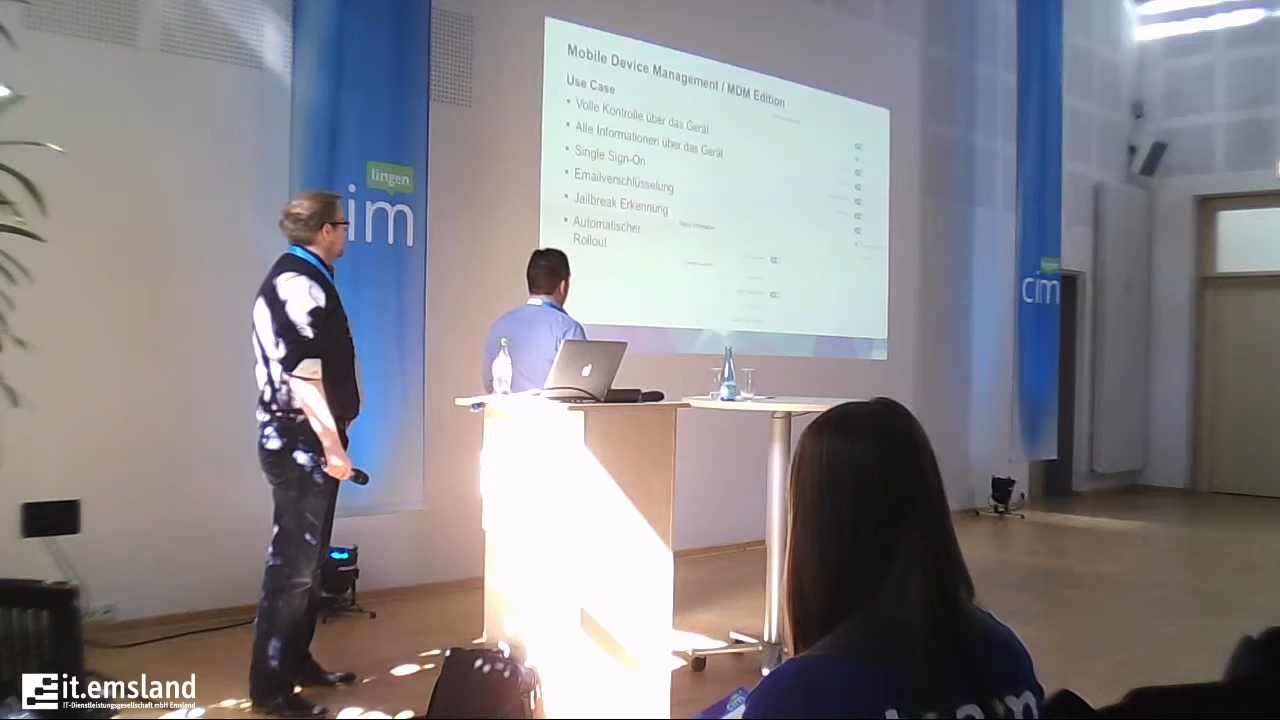 Mobile Device Management / MDM Edition
Use Case
• Volle Kontrolle über das Gerät
• Alle Informationen über das Gerät
• Single Sign-On
• Emailverschlüsselung
• Jailbreak Erkennung
• Automatischer
Rollout
lingen
cim
lingen
cim
it.emsland
IT-Dienstleistungsgesellschaft mbH Emsland